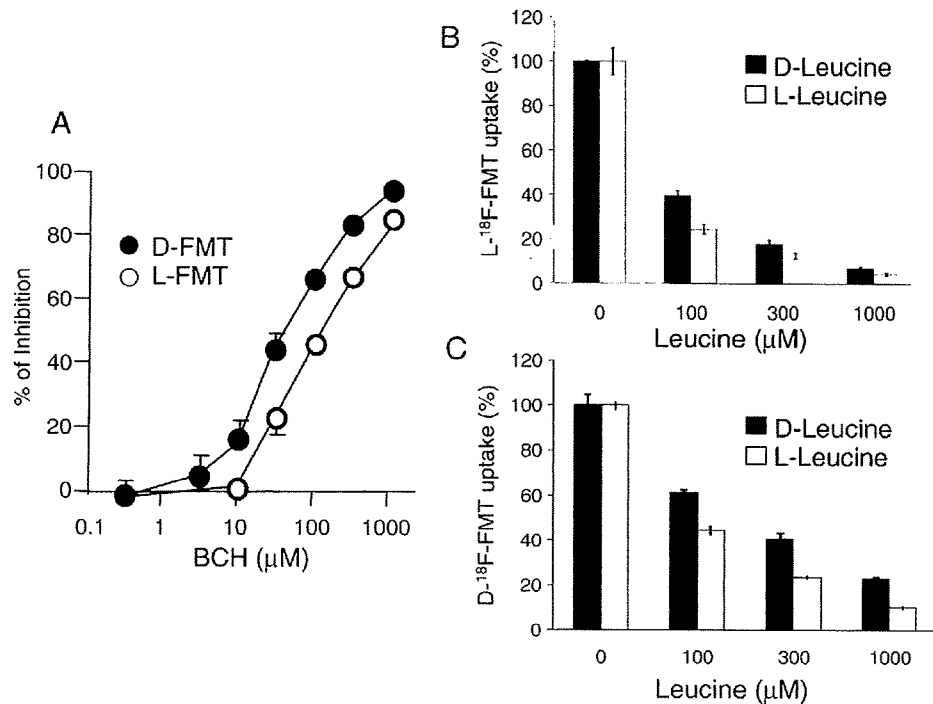 A
% of Inhibition
100
80
60
40
20
0
D-FMT
L-FMT
0.1 1 10 100 1000
BCH (µM)
B
L-¹⁸F-FMT uptake (%)
120
100
80
60
40
20
0
D-Leucine
L-Leucine
0 100 300 1000
Leucine (µM)
C
D-¹⁸F-FMT uptake (%)
120
100
80
60
40
20
0
D-Leucine
L-Leucine
0 100 300 1000
Leucine (µM)